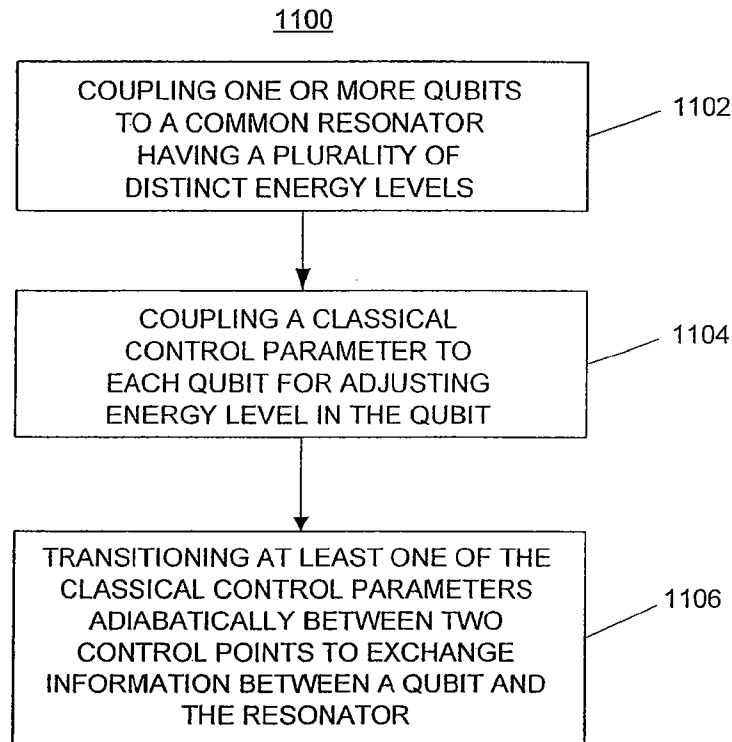 1100
COUPLING ONE OR MORE QUBITS
TO A COMMON RESONATOR
HAVING A PLURALITY OF
DISTINCT ENERGY LEVELS
1102
COUPLING A CLASSICAL
CONTROL PARAMETER TO
EACH QUBIT FOR ADJUSTING
ENERGY LEVEL IN THE QUBIT
1104
TRANSITIONING AT LEAST ONE OF THE
CLASSICAL CONTROL PARAMETERS
ADIABATICALLY BETWEEN TWO
CONTROL POINTS TO EXCHANGE
INFORMATION BETWEEN A QUBIT AND
THE RESONATOR
1106